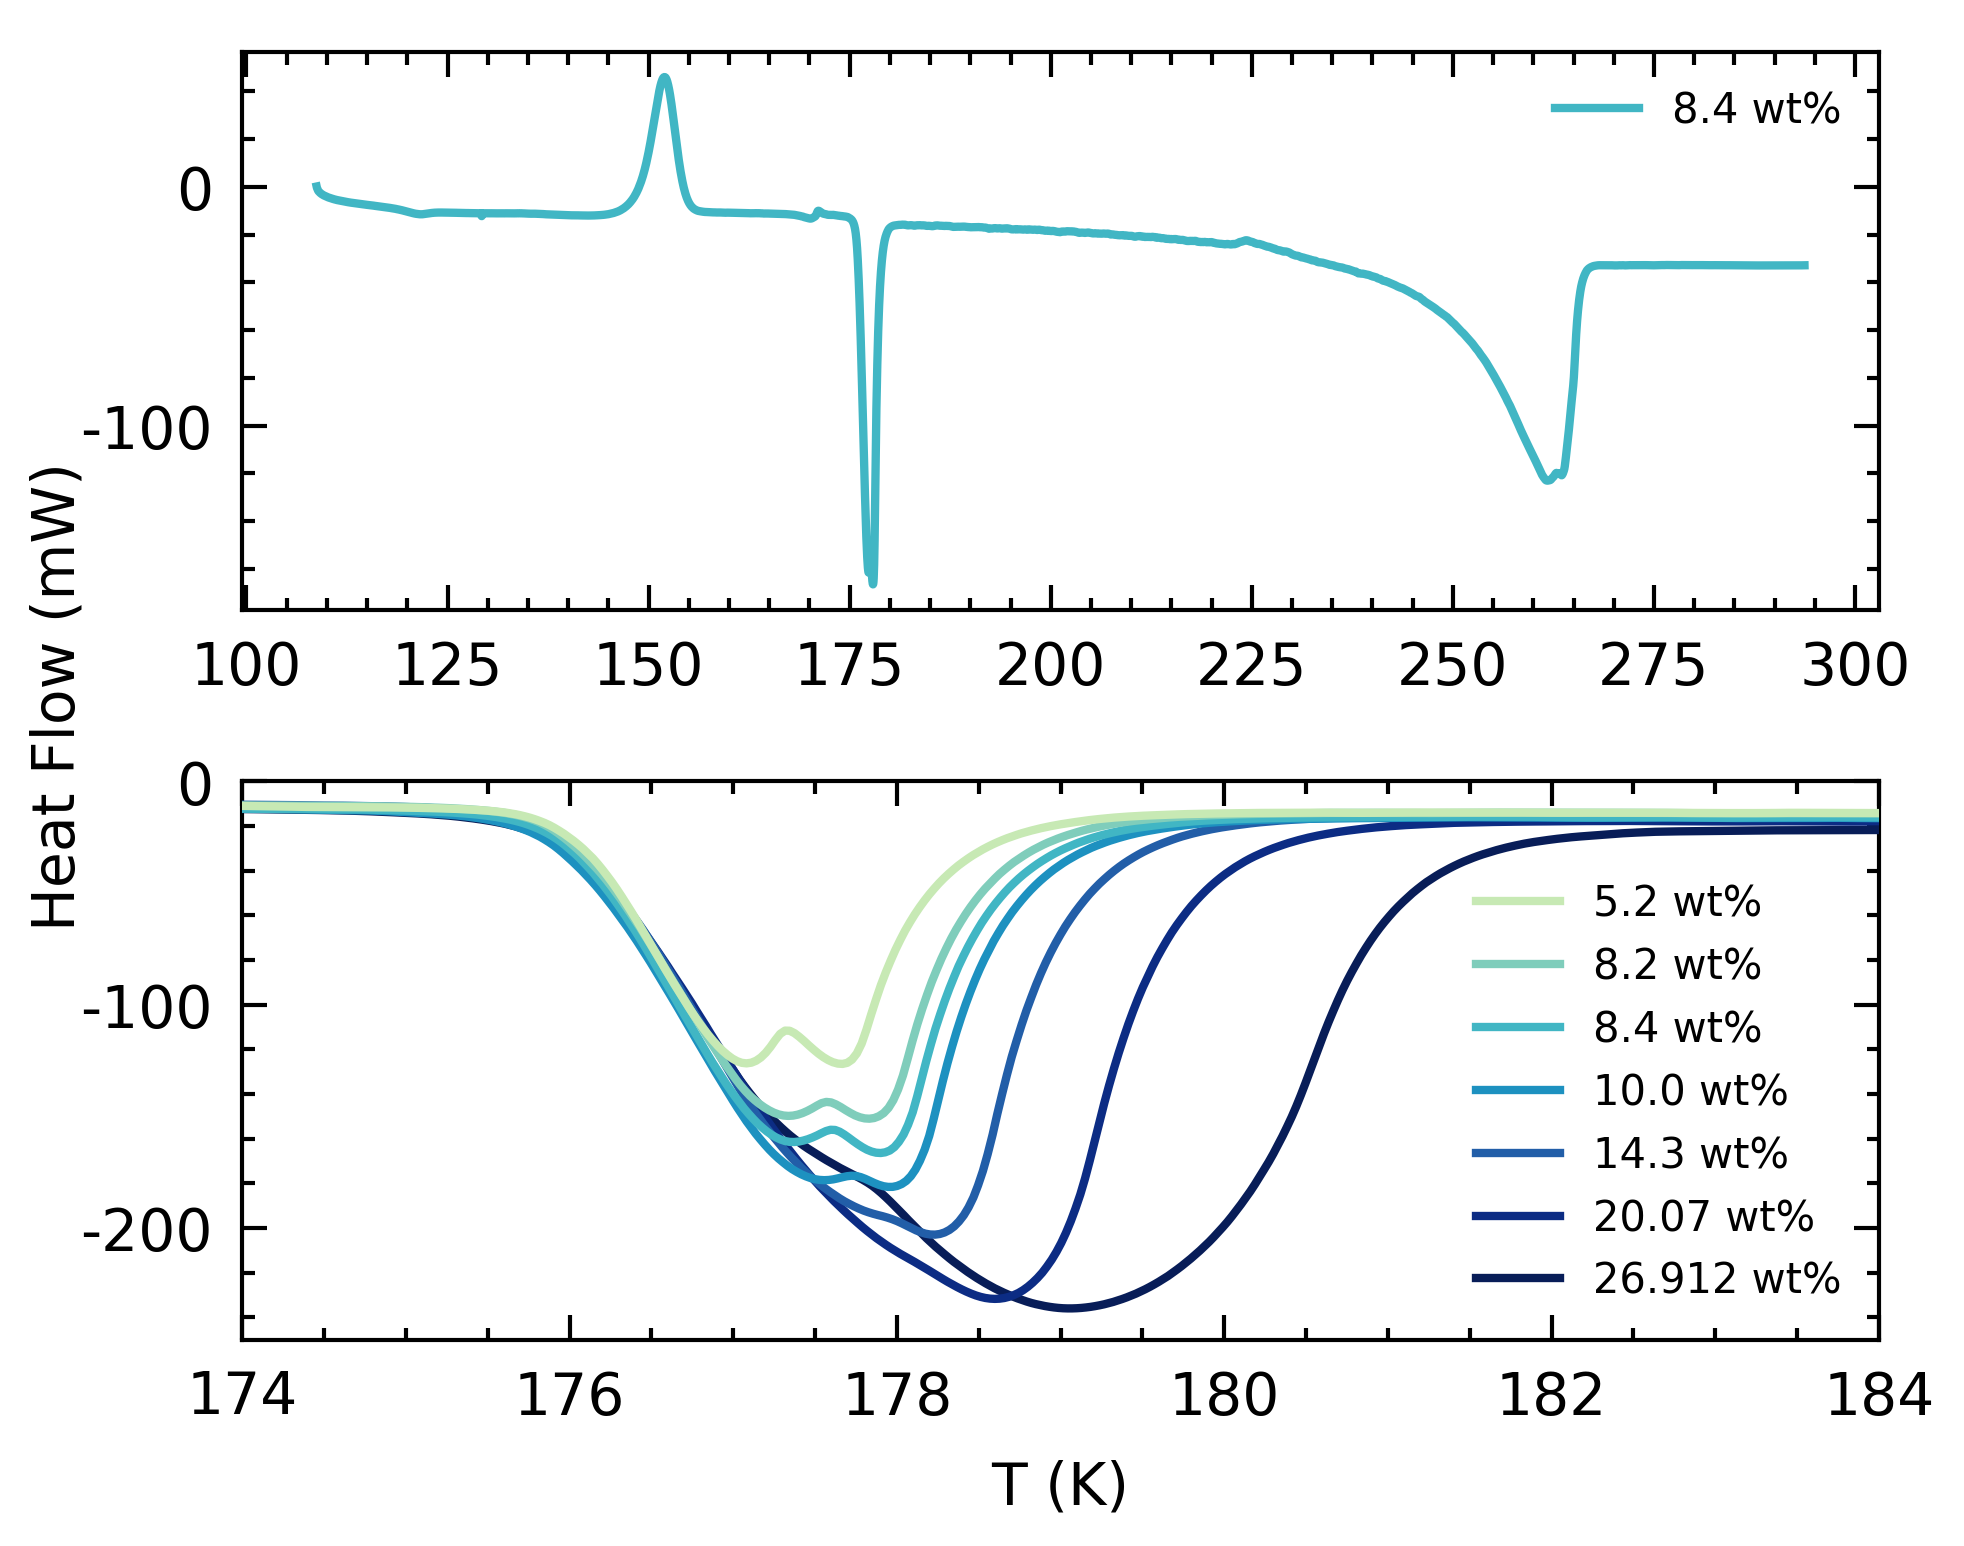 8.4 wt%
0
-100
100 125 150 175 200 225 250 275 300
Heat Flow (mW)
0
-100
-200
5.2 wt%
8.2 wt%
8.4 wt%
10.0 wt%
14.3 wt%
20.07 wt%
26.912 wt%
174 176 178 180 182 184
T (K)